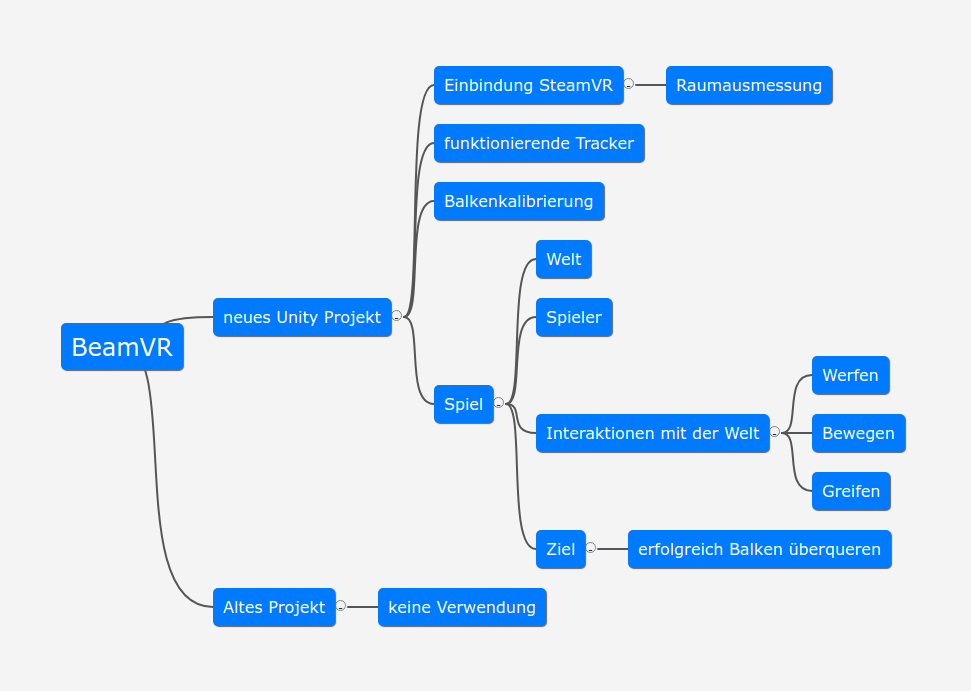 BeamVR
neues Unity Projekt
Einbindung SteamVR
Raumausmessung
funktionierende Tracker
Balkenkalibrierung
Spiel
Welt
Spieler
Interaktionen mit der Welt
Werfen
Bewegen
Greifen
Ziel
erfolgreich Balken überqueren
Altes Projekt
keine Verwendung